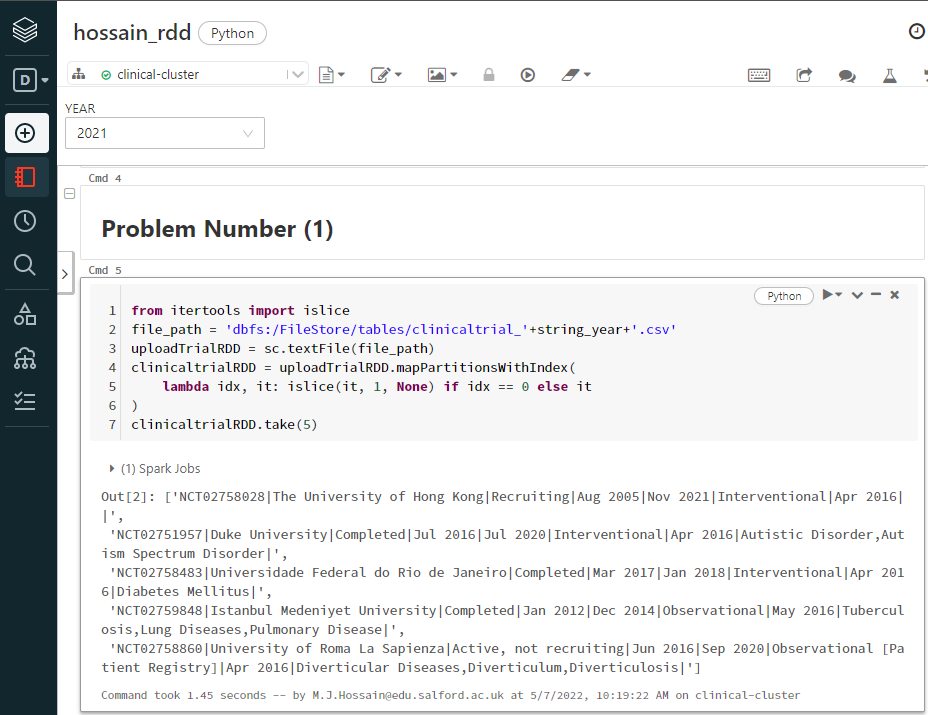 hossain_rdd Python
D clinical-cluster
YEAR
2021
Cmd 4
Problem Number (1)
Cmd 5
Python
1 from itertools import islice
2 file_path = 'dbfs:/FileStore/tables/clinicaltrial_'+string_year+'.csv'
3 uploadTrialRDD = sc.textFile(file_path)
4 clinicaltrialRDD = uploadTrialRDD.mapPartitionsWithIndex(
5 lambda idx, it: islice(it, 1, None) if idx == 0 else it
6 )
7 clinicaltrialRDD.take(5)
(1) Spark Jobs
Out[2]: ['NCT02758028|The University of Hong Kong|Recruiting|Aug 2005|Nov 2021|Interventional|Apr 2016|
|',
'NCT02751957|Duke University|Completed|Jul 2016|Jul 2020|Interventional|Apr 2016|Autistic Disorder,Aut
ism Spectrum Disorder|',
'NCT02758483|Universidade Federal do Rio de Janeiro|Completed|Mar 2017|Jan 2018|Interventional|Apr 201
6|Diabetes Mellitus|',
'NCT02759848|Istanbul Medeniyet University|Completed|Jan 2012|Dec 2014|Observational|May 2016|Tubercul
osis,Lung Diseases,Pulmonary Disease|',
'NCT02758860|University of Roma La Sapienza|Active, not recruiting|Jun 2016|Sep 2020|Observational [Pa
tient Registry]|Apr 2016|Diverticular Diseases,Diverticulum,Diverticulosis|']
Command took 1.45 seconds -- by M.J.Hossain@edu.salford.ac.uk at 5/7/2022, 10:19:22 AM on clinical-cluster